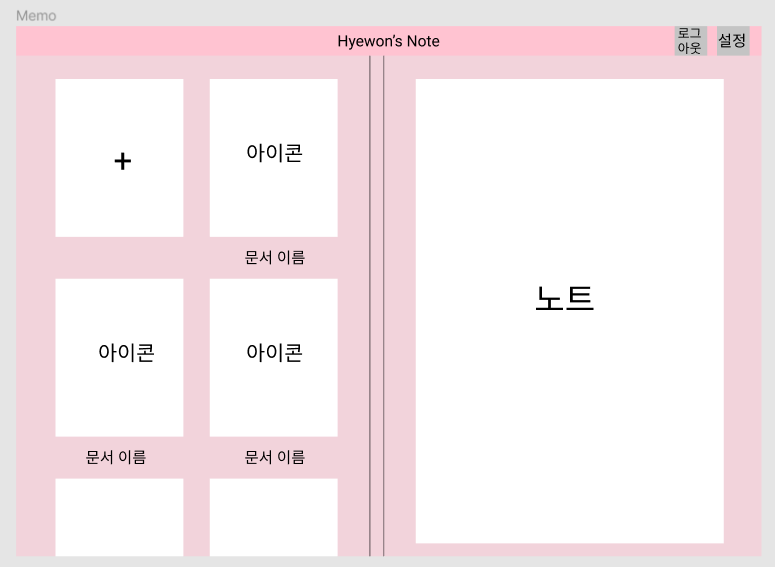 Memo
Hyewon's Note
로그
아웃
설정
+
아이콘
문서 이름
아이콘
아이콘
문서 이름
문서 이름
노트